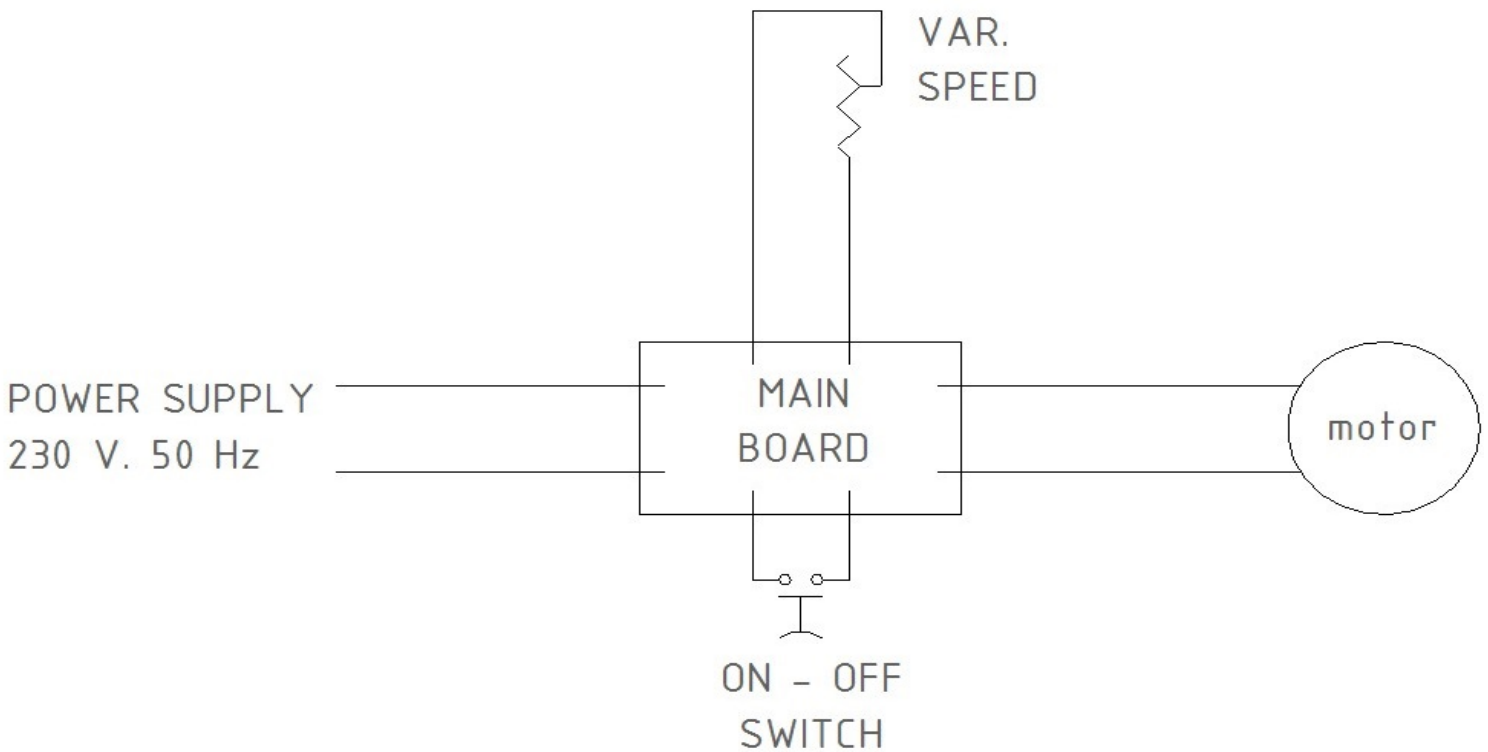 VAR.
SPEED
POWER SUPPLY
230 V. 50 Hz
MAIN
BOARD
motor
ON - OFF
SWITCH